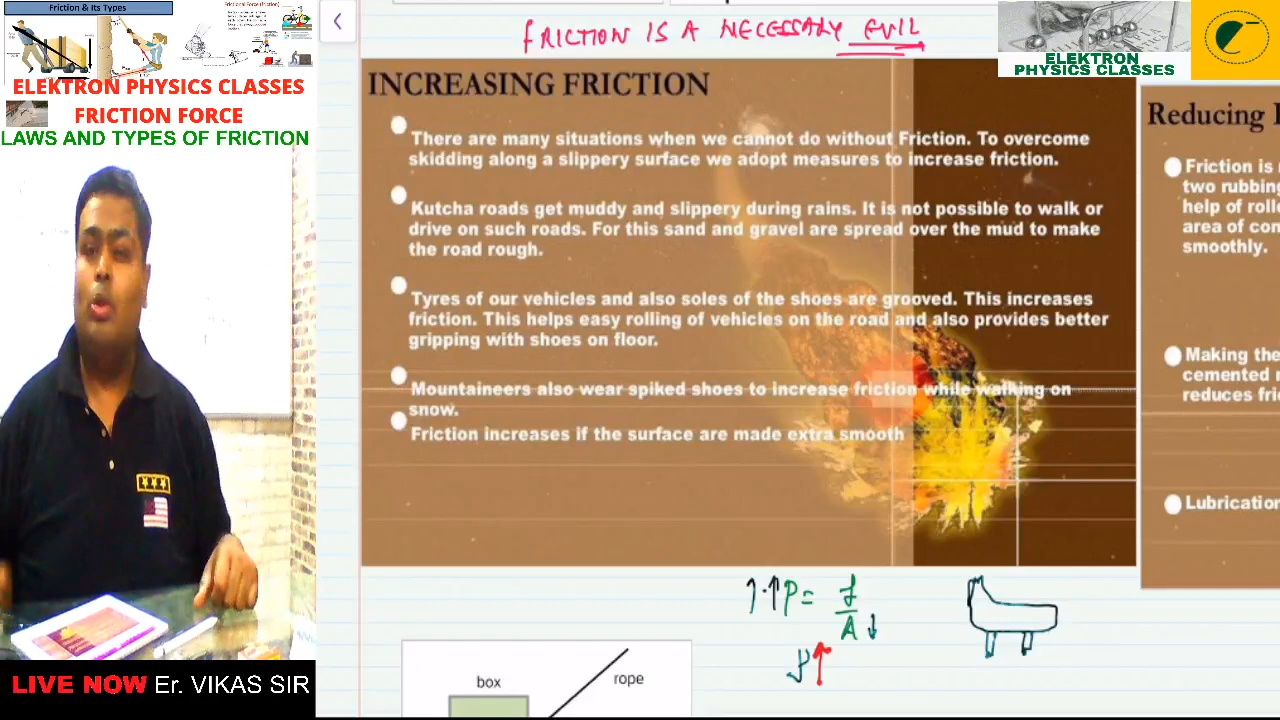 Friction & Its Types
Frictional Force (friction)
ELEKTRON PHYSICS CLASSES
FRICTION FORCE
LAWS AND TYPES OF FRICTION
FRICTION IS A NECESSARY EVIL
ELEKTRON
PHYSICS CLASSES
INCREASING FRICTION
There are many situations when we cannot do without Friction. To overcome
skidding along a slippery surface we adopt measures to increase friction.
Kutcha roads get muddy and slippery during rains. It is not possible to walk or
drive on such roads. For this sand and gravel are spread over the mud to make
the road rough.
Tyres of our vehicles and also soles of the shoes are grooved. This increases
friction. This helps easy rolling of vehicles on the road and also provides better
gripping with shoes on floor.
Mountaineers also wear spiked shoes to increase friction while walking on
snow.
Friction increases if the surface are made extra smooth
Reducing
Friction is
two rubbing
help of
area of
smoothly.
Making the
cemented
reduces
P =
A
box
rope
LIVE NOW Er. VIKAS SIR